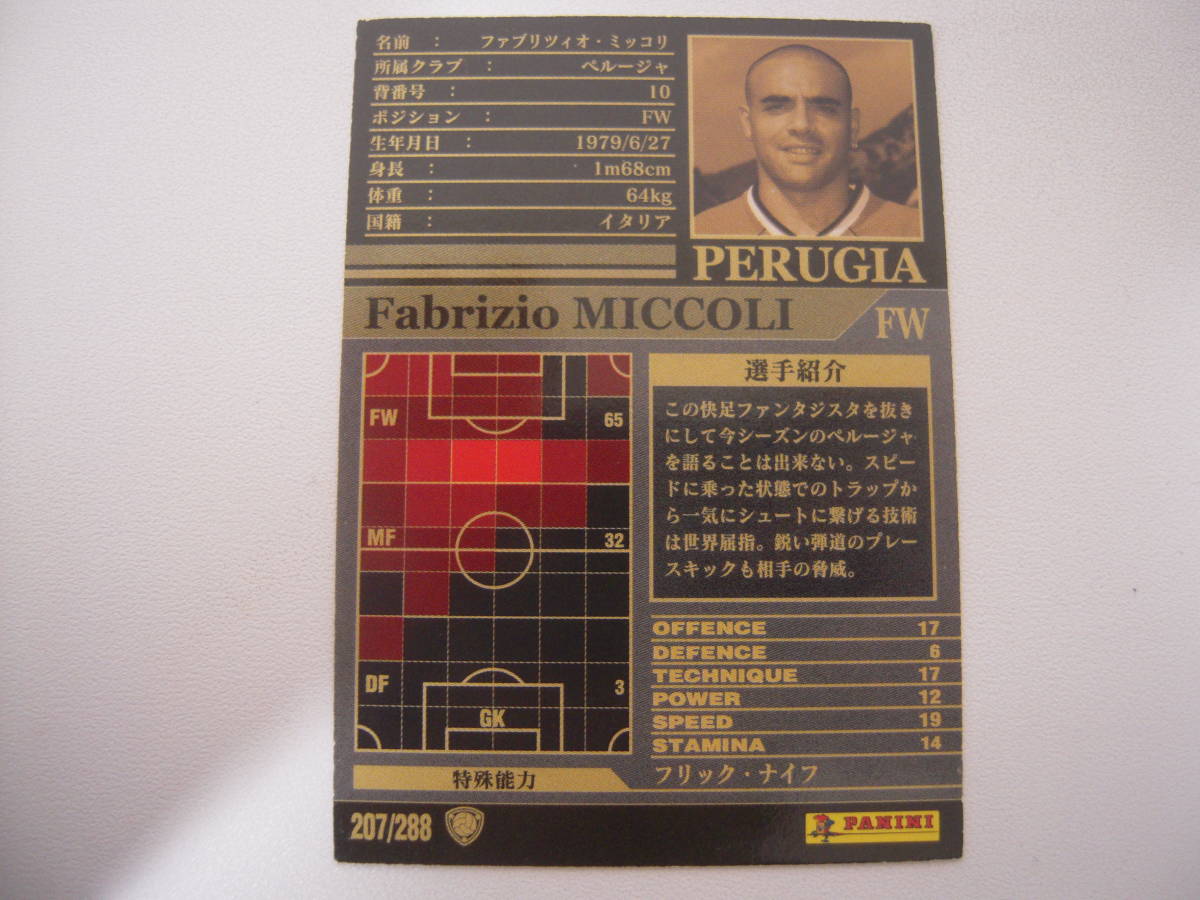 名前 ： ファブリツィオ・ミッコリ
所属クラブ ： ペルージャ
背番号 ： 10
ポジション ： FW
生年月日 ： 1979/6/27
身長 ： 1m68cm
体重 ： 64kg
国籍 ： イタリア
PERUGIA
Fabrizio MICCOLI
FW
FW 65
MF 32
DF 3
GK
選手紹介
この快足ファンタジスタを抜き
にして今シーズンのペルージャ
を語ることは出来ない。スピー
ドに乗った状態でのトラップか
ら一気にシュートに繋げる技術
は世界屈指。鋭い弾道のプレー
スキックも相手の脅威。
OFFENCE 17
DEFENCE 6
TECHNIQUE 17
POWER 12
SPEED 19
STAMINA 14
特殊能力 フリック・ナイフ
207/288
PANINI